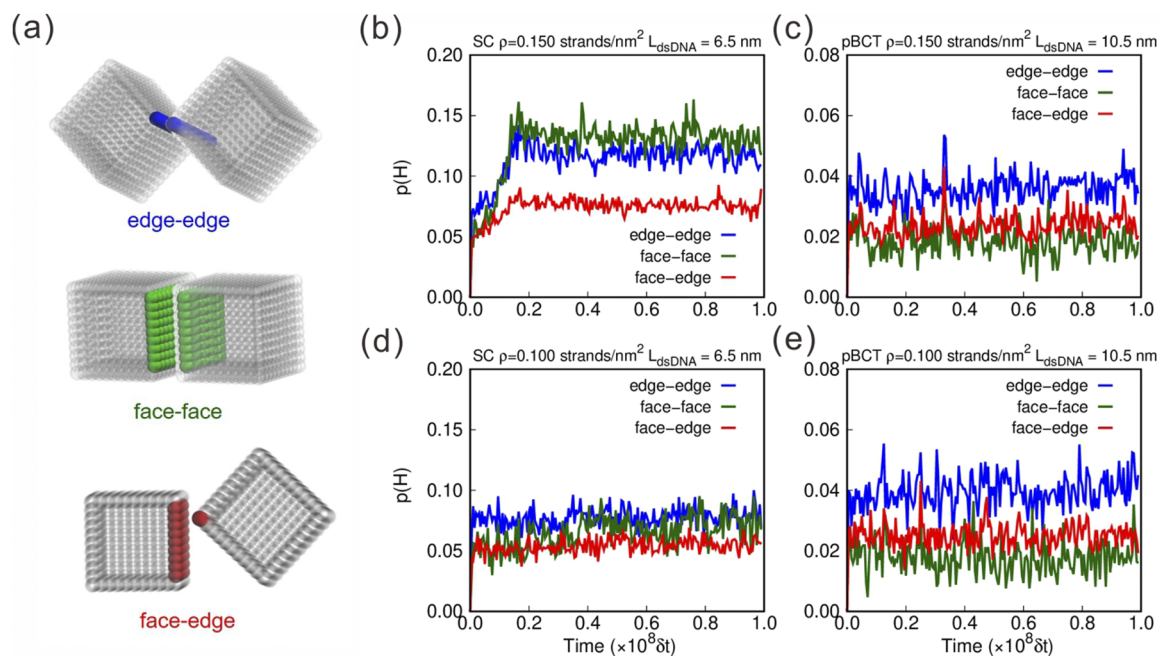 (a)
edge-edge
face-face
face-edge
(b)
SC ρ=0.150 strands/nm² L_dsDNA = 6.5 nm
0.20
0.15
0.10
0.05
0.00
p(H)
edge-edge
face-face
face-edge
0.0 0.2 0.4 0.6 0.8 1.0
(c)
pBCT ρ=0.150 strands/nm² L_dsDNA = 10.5 nm
0.08
0.06
0.04
0.02
0.00
edge-edge
face-face
face-edge
0.0 0.2 0.4 0.6 0.8 1.0
(d)
SC ρ=0.100 strands/nm² L_dsDNA = 6.5 nm
0.20
0.15
0.10
0.05
0.00
p(H)
edge-edge
face-face
face-edge
0.0 0.2 0.4 0.6 0.8 1.0
Time (×10⁸δt)
(e)
pBCT ρ=0.100 strands/nm² L_dsDNA = 10.5 nm
0.08
0.06
0.04
0.02
0.00
edge-edge
face-face
face-edge
0.0 0.2 0.4 0.6 0.8 1.0
Time (×10⁸δt)